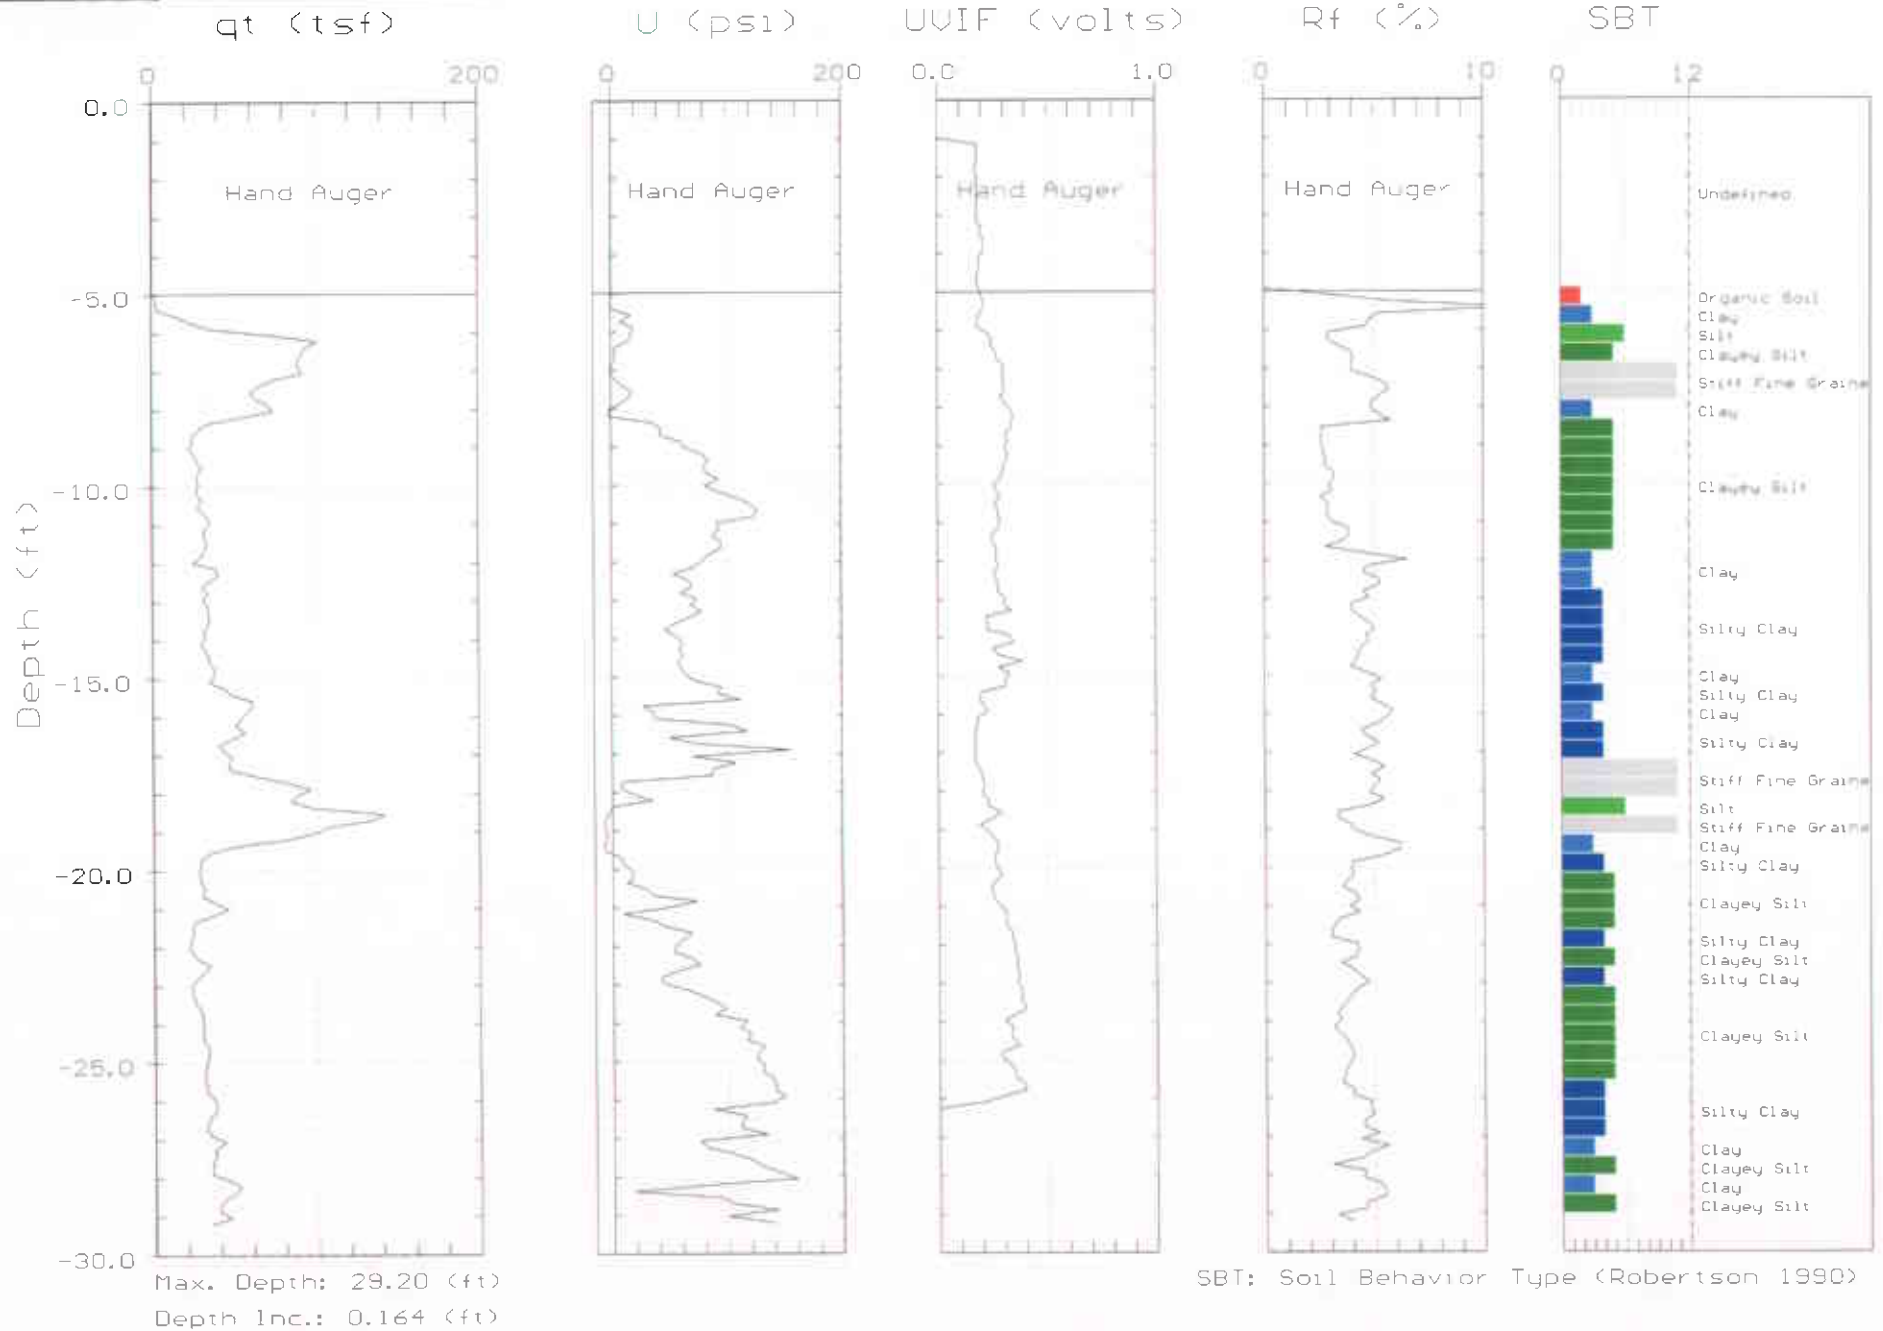 qt (tsf)
U (psi)
UVIF (volts)
Rf (%)
SBT
0 200
0 200
0.0 1.0
0 10
0 12
0.0
-5.0
-10.0
-15.0
-20.0
-25.0
-30.0
Depth (ft)
Hand Auger
Hand Auger
Hand Auger
Hand Auger
Undefined
Organic Soil
Clay
Silt
Clayey Silt
Stiff Fine Graine
Clay
Clayey Silt
Clay
Silty Clay
Clay
Silty Clay
Clay
Silty Clay
Stiff Fine Graine
Silt
Stiff Fine Graine
Clay
Silty Clay
Clayey Silt
Silty Clay
Clayey Silt
Silty Clay
Clayey Silt
Silty Clay
Clay
Clayey Silt
Clay
Clayey Silt
Max. Depth: 29.20 (ft)
Depth Inc.: 0.164 (ft)
SBT: Soil Behavior Type (Robertson 1990)